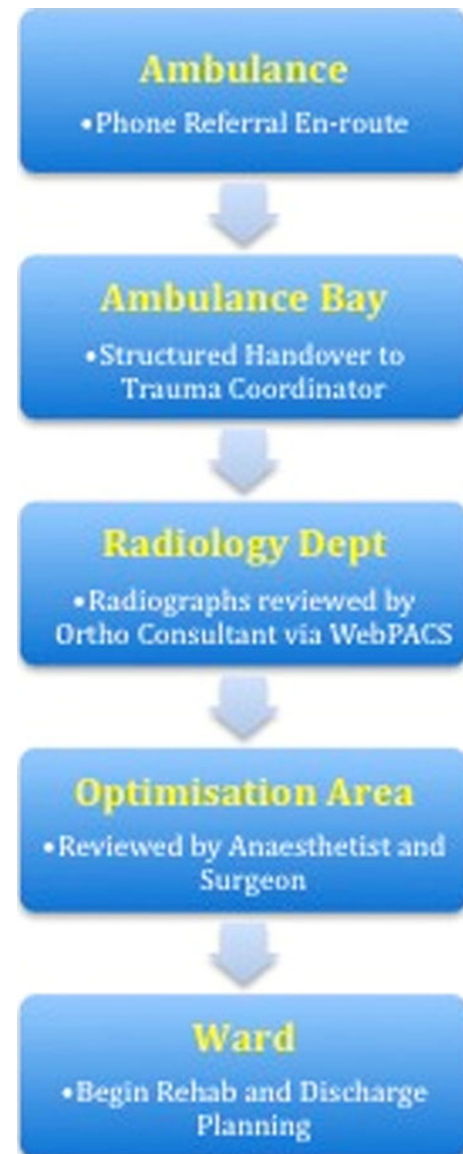 Ambulance
•Phone Referral En-route
Ambulance Bay
•Structured Handover to
Trauma Coordinator
Radiology Dept
•Radiographs reviewed by
Ortho Consultant via WebPACS
Optimisation Area
•Reviewed by Anaesthetist and
Surgeon
Ward
•Begin Rehab and Discharge
Planning